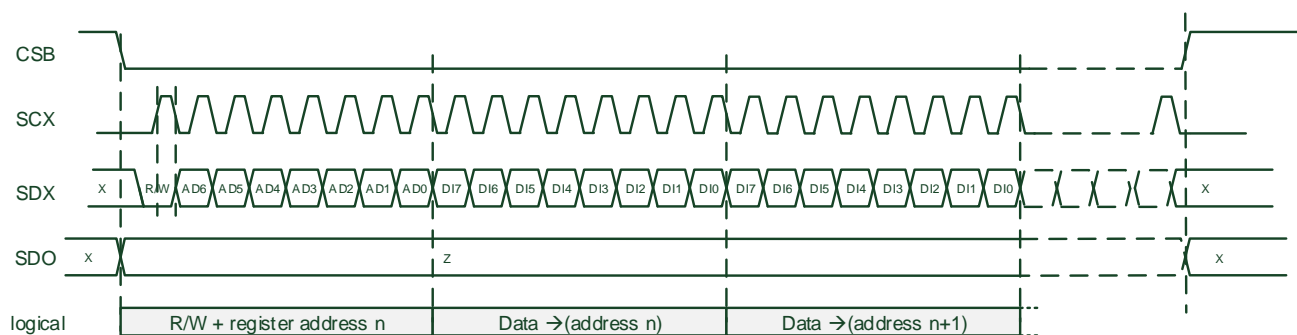 CSB
SCX
SDX X R/W AD6 AD5 AD4 AD3 AD2 AD1 AD0 DI7 DI6 DI5 DI4 DI3 DI2 DI1 DI0 DI7 DI6 DI5 DI4 DI3 DI2 DI1 DI0 X
SDO X Z X
logical R/W + register address n Data →(address n) Data →(address n+1)